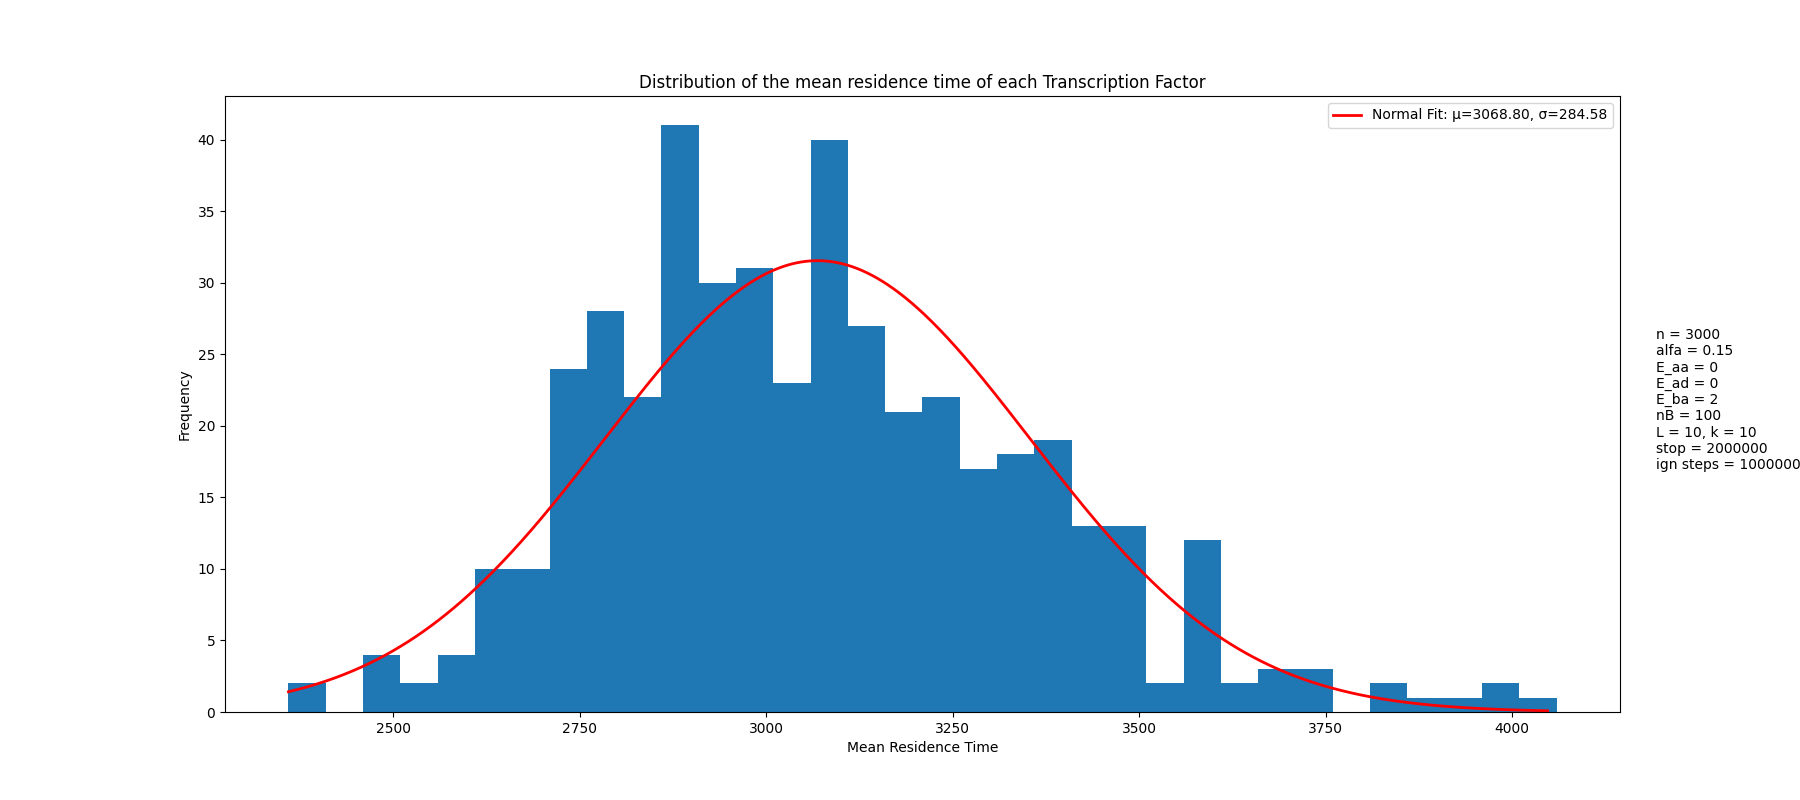 Distribution of the mean residence time of each Transcription Factor
Normal Fit: μ=3068.80, σ=284.58
40
35
30
25
20
15
10
5
0
Frequency
2500 2750 3000 3250 3500 3750 4000
Mean Residence Time
n = 3000
alfa = 0.15
E_aa = 0
E_ad = 0
E_ba = 2
nB = 100
L = 10, k = 10
stop = 2000000
ign steps = 1000000